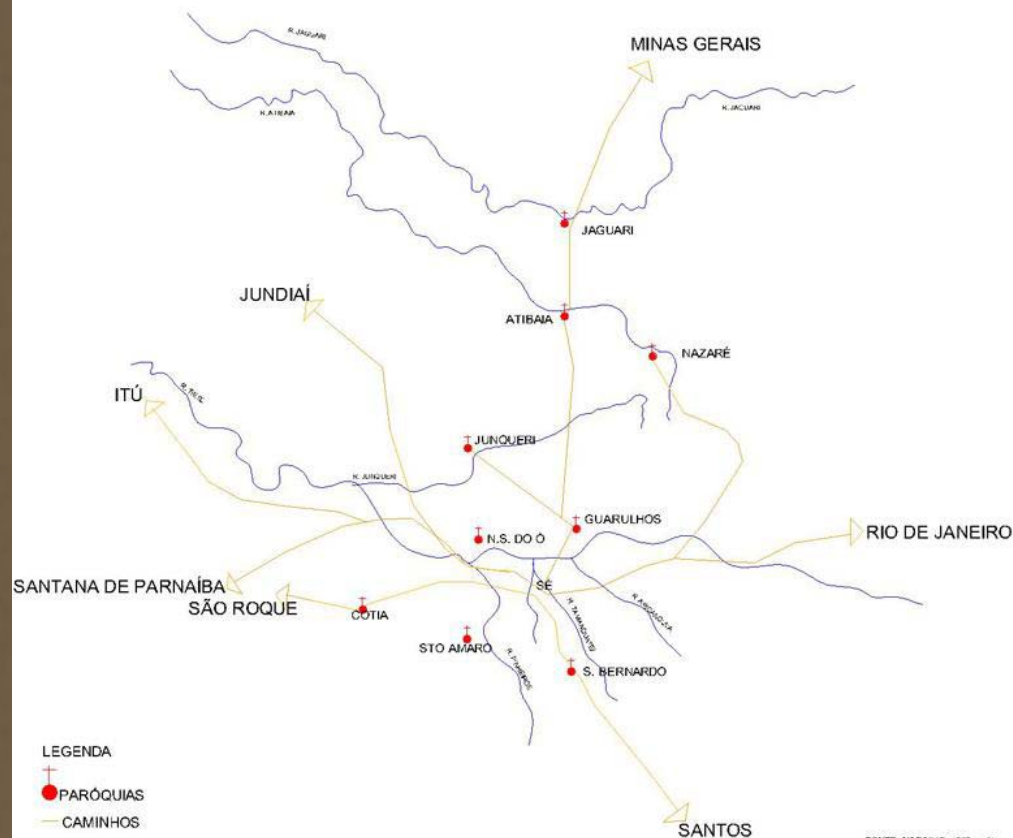 MINAS GERAIS
R. JAGUARI
R. ATIBAIA
R. JAGUARI
JAGUARI
JUNDIAÍ
ATIBAIA
NAZARÉ
ITÚ
JUNQUERI
R. JUNQUERI
GUARULHOS
N.S. DO Ó
RIO DE JANEIRO
SANTANA DE PARNAÍBA
SÉ
SÃO ROQUE
COTIA
STO AMARO
R. PINHEIROS
S. BERNARDO
LEGENDA
PARÓQUIAS
CAMINHOS
SANTOS